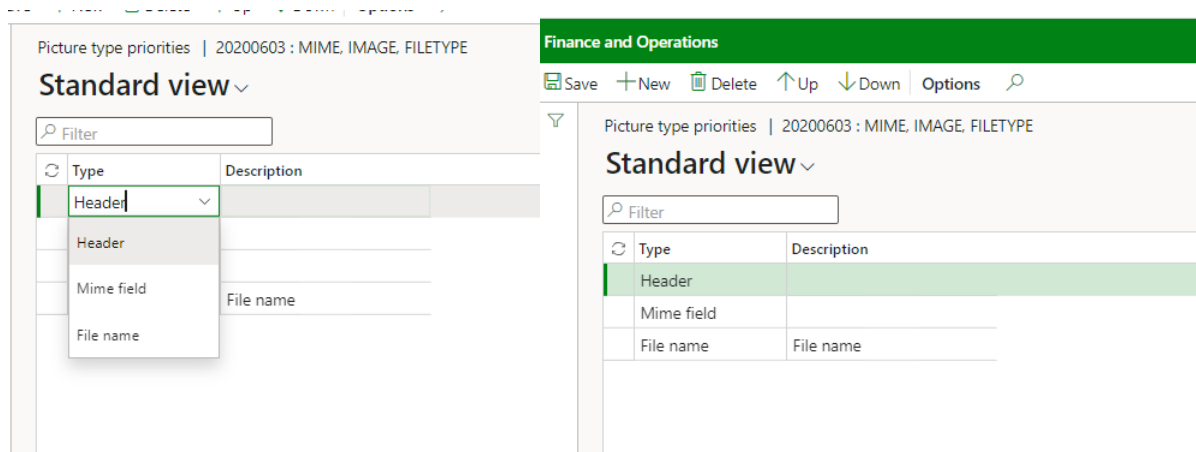 Picture type priorities | 20200603 : MIME, IMAGE, FILETYPE
Standard view
Filter
Type Description
Header
Header
Mime field
File name
File name
Finance and Operations
Save New Delete Up Down Options
Picture type priorities | 20200603 : MIME, IMAGE, FILETYPE
Standard view
Filter
Type Description
Header
Mime field
File name File name